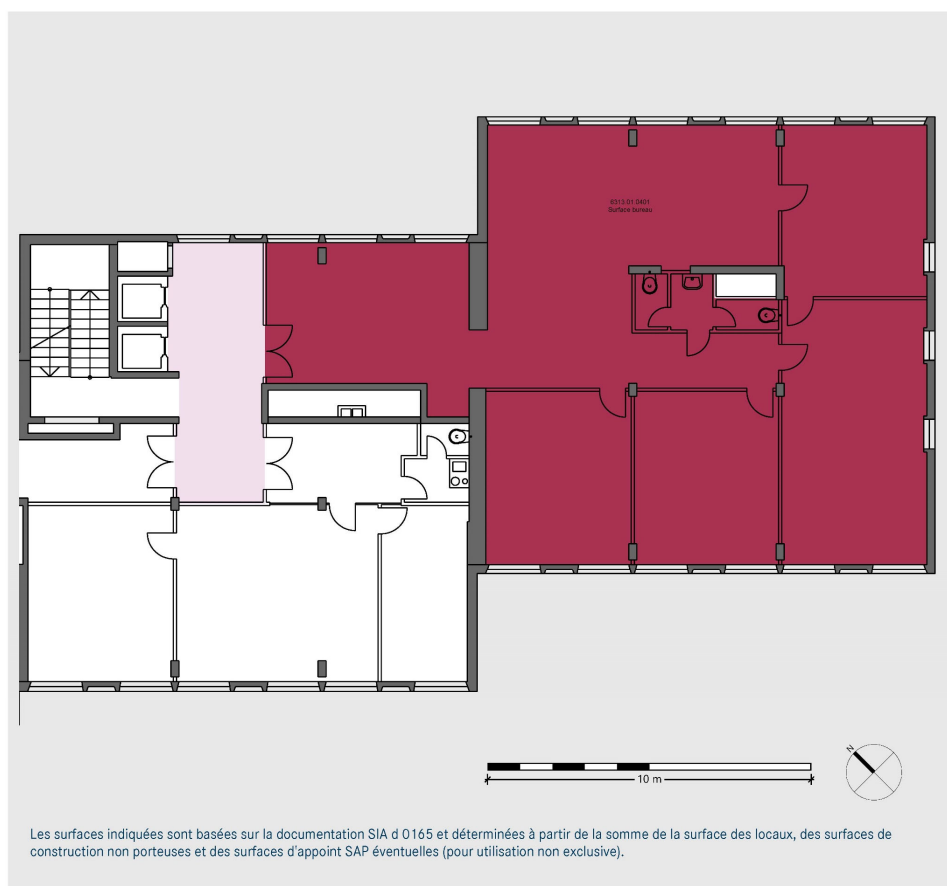 6313 01 0401
Surface bureau
10 m
N
Les surfaces indiquées sont basées sur la documentation SIA d 0165 et déterminées à partir de la somme de la surface des locaux, des surfaces de
construction non porteuses et des surfaces d'appoint SAP éventuelles (pour utilisation non exclusive).